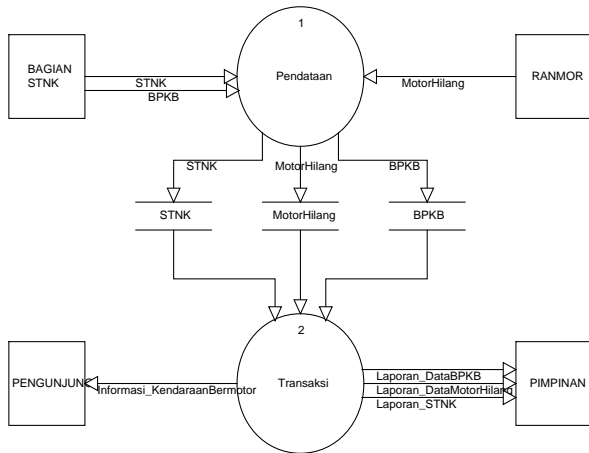 1
BAGIAN
STNK
Pendataan
RANMOR
STNK
BPKB
MotorHilang
STNK
MotorHilang
BPKB
STNK
MotorHilang
BPKB
2
PENGUNJUNG
Informasi_KendaraanBermotor
Transaksi
Laporan_DataBPKB
Laporan_DataMotorHilang
Laporan_STNK
PIMPINAN